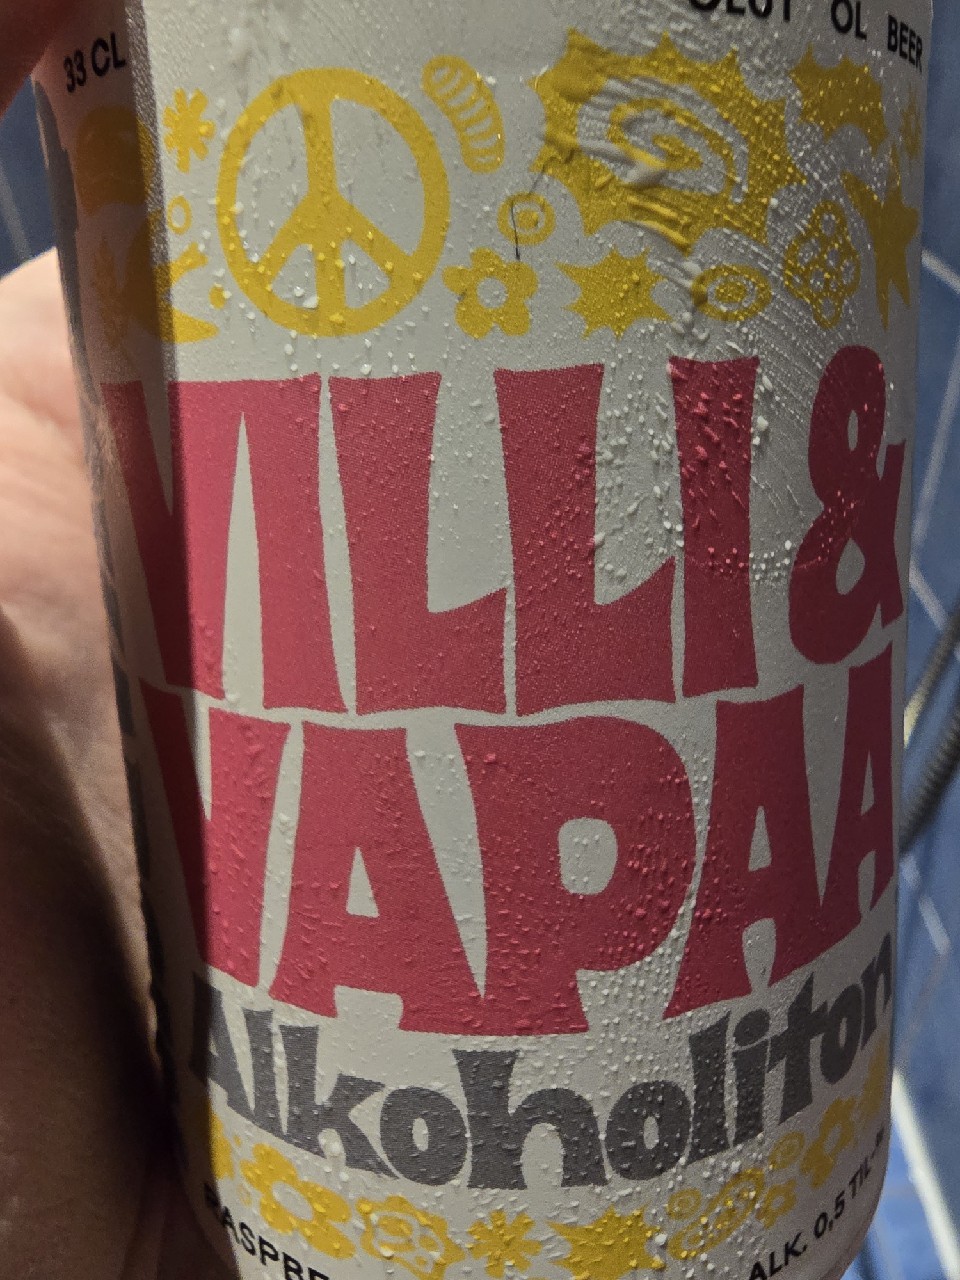 33 CL
OLUT ÖL BEER
VILLI &
VAPAA
Alkoholiton
ALK. 0,5 TIL-%